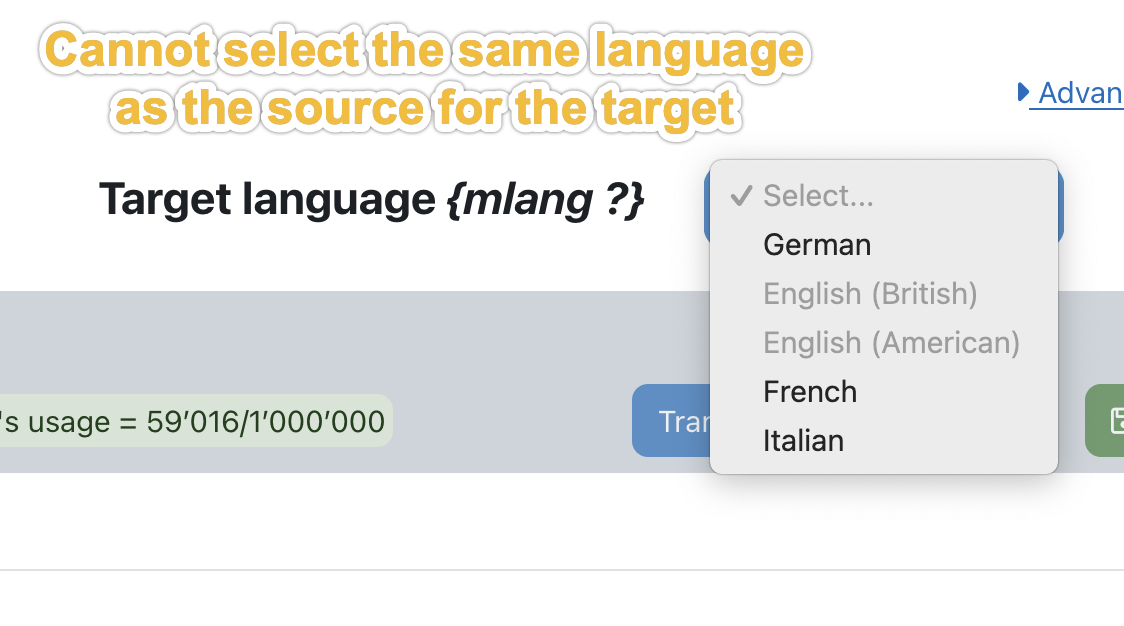 Cannot select the same language
as the source for the target
Advan
Target language {mlang ?}
✓ Select...
German
English (British)
English (American)
French
Italian
's usage = 59’016/1’000’000
Tran